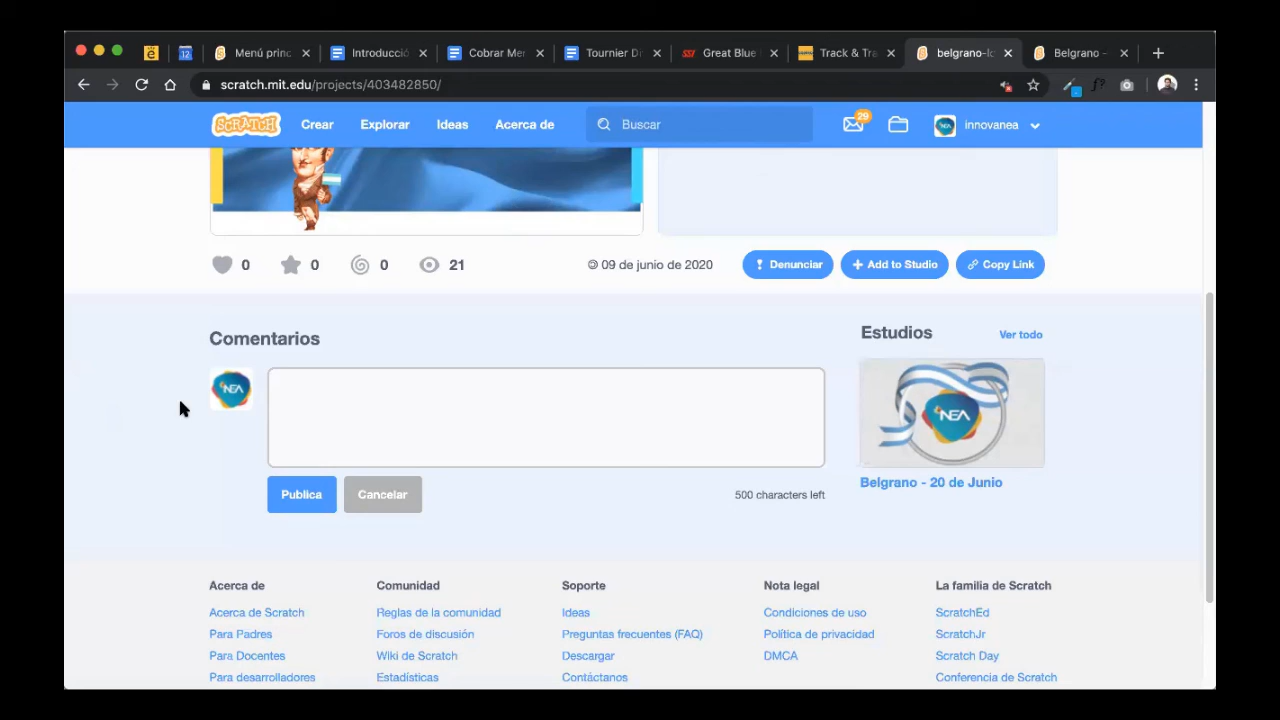 Menú princ
Introducció
Cobrar Mer
Tournier Di
Great Blue
Track & Tra
belgrano-lc
Belgrano -
scratch.mit.edu/projects/403482850/
SCRATCH
Crear
Explorar
Ideas
Acerca de
Buscar
29
innovanea
0
0
0
21
09 de junio de 2020
Denunciar
Add to Studio
Copy Link
Comentarios
NEA
Publica
Cancelar
500 characters left
Estudios
Ver todo
NEA
Belgrano - 20 de Junio
Acerca de
Acerca de Scratch
Para Padres
Para Docentes
Para desarrolladores
Comunidad
Reglas de la comunidad
Foros de discusión
Wiki de Scratch
Estadísticas
Soporte
Ideas
Preguntas frecuentes (FAQ)
Descargar
Contáctanos
Nota legal
Condiciones de uso
Política de privacidad
DMCA
La familia de Scratch
ScratchEd
ScratchJr
Scratch Day
Conferencia de Scratch